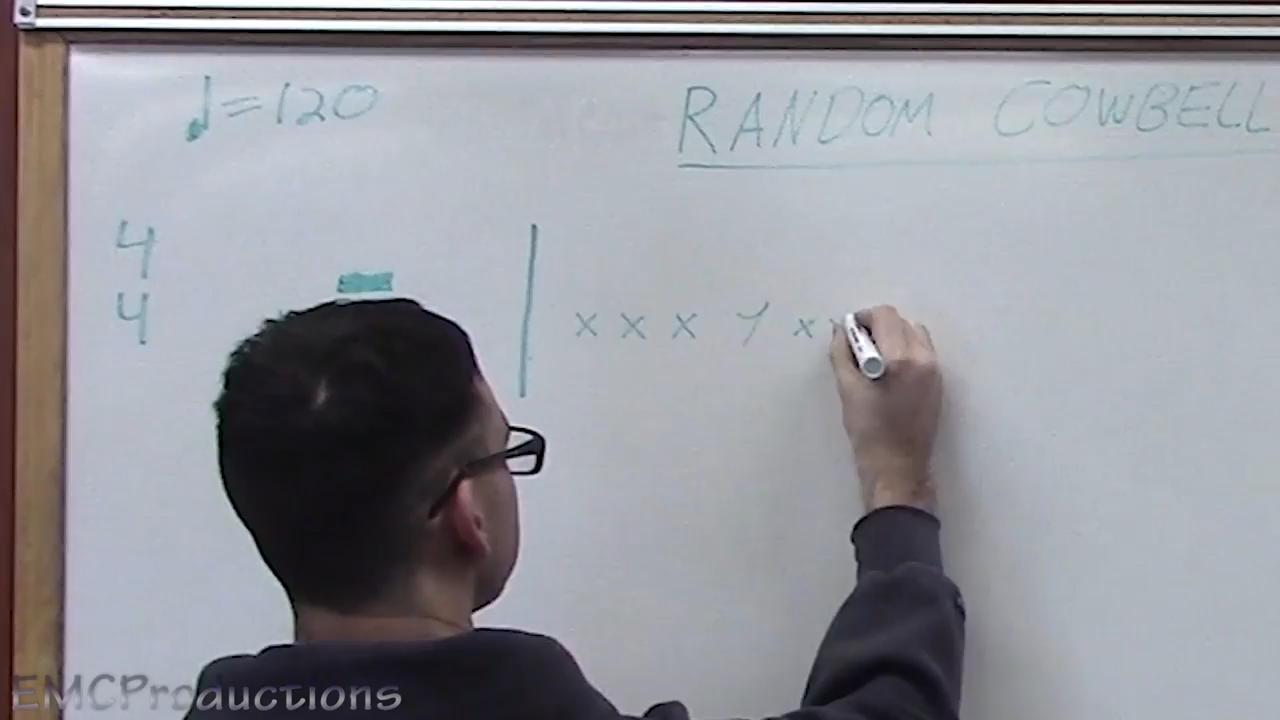 ♩=120
RANDOM COWBELL
4
4
x x x 𝄾 x x
EMCProductions